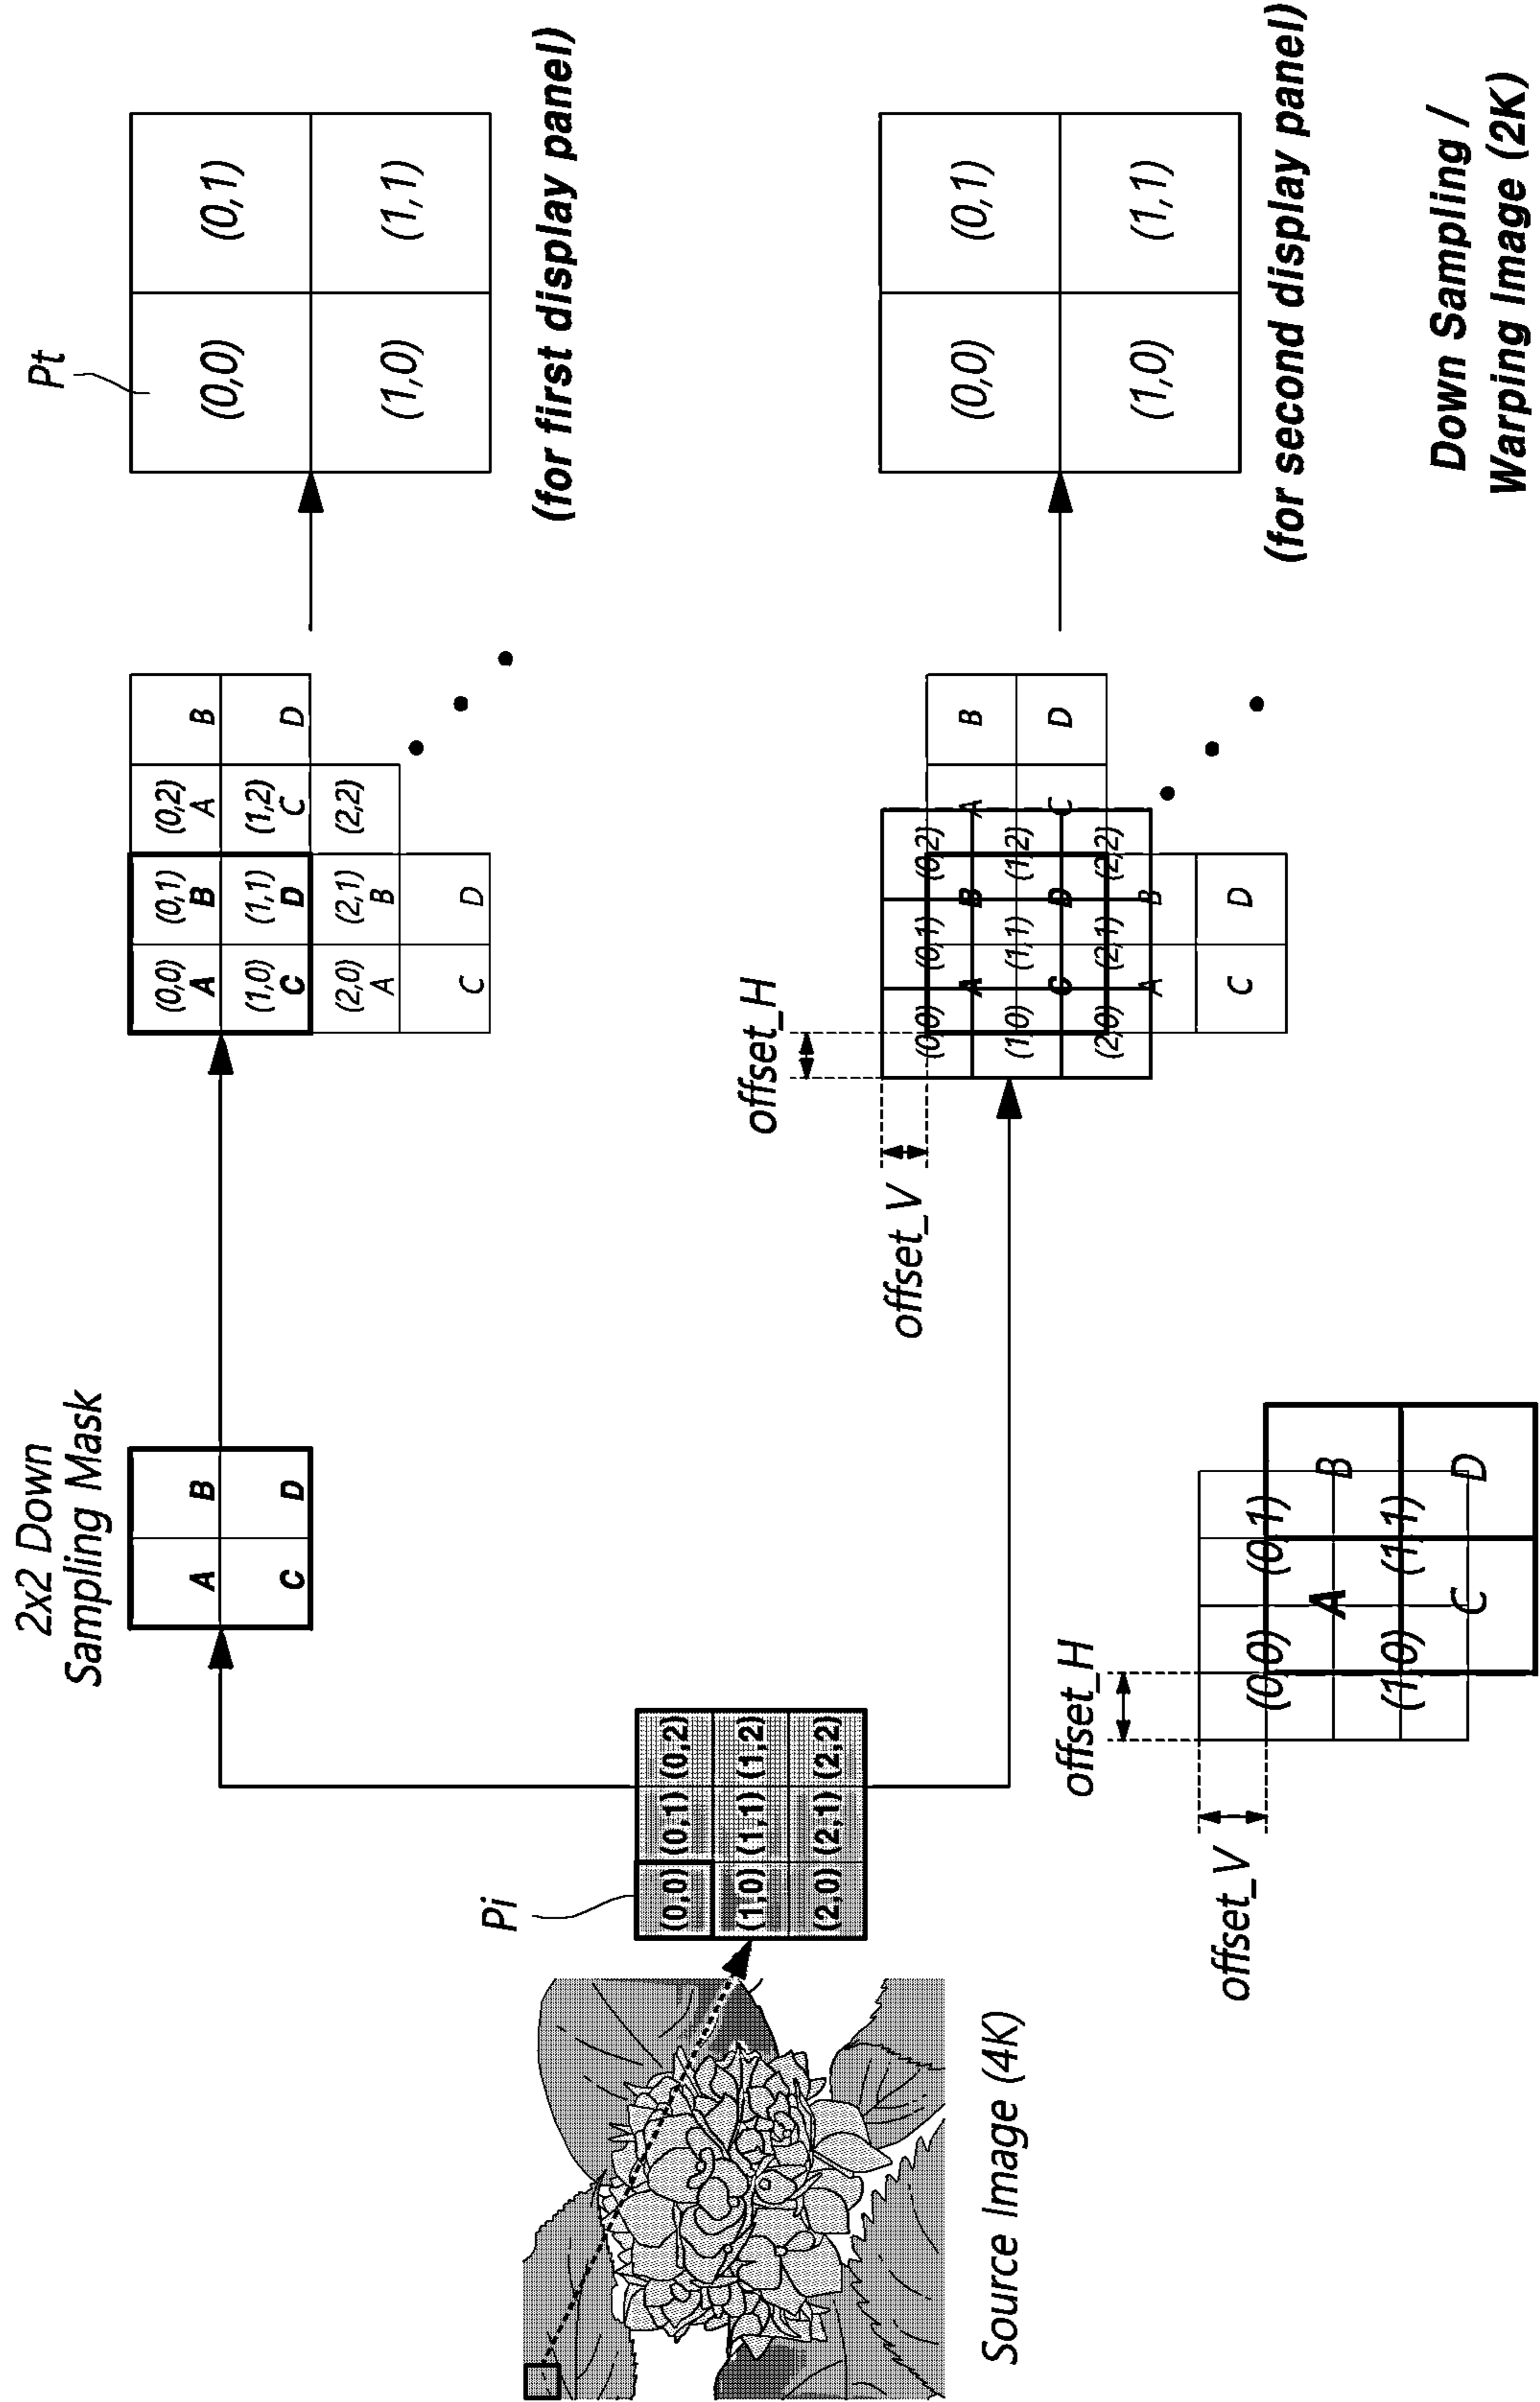 Source Image (4K)
Pi
(0,0) (0,1) (0,2)
(1,0) (1,1) (1,2)
(2,0) (2,1) (2,2)
2x2 Down
Sampling Mask
A B
C D
(0,0) (0,1) (0,2)
A B A B
(1,0) (1,1) (1,2)
C D C D
(2,0) (2,1) (2,2)
A B
C D
Pt
(0,0) (0,1)
(1,0) (1,1)
(for first display panel)
offset_H
offset_V
(0,0) (0,1)
A B
(1,0) (1,1)
C D
offset_H
offset_V
(0,0) (0,1) (0,2)
A B A B
(1,0) (1,1) (1,2)
C D C D
(2,0) (2,1) (2,2)
A B
C D
(0,0) (0,1)
(1,0) (1,1)
(for second display panel)
Down Sampling /
Warping Image (2K)